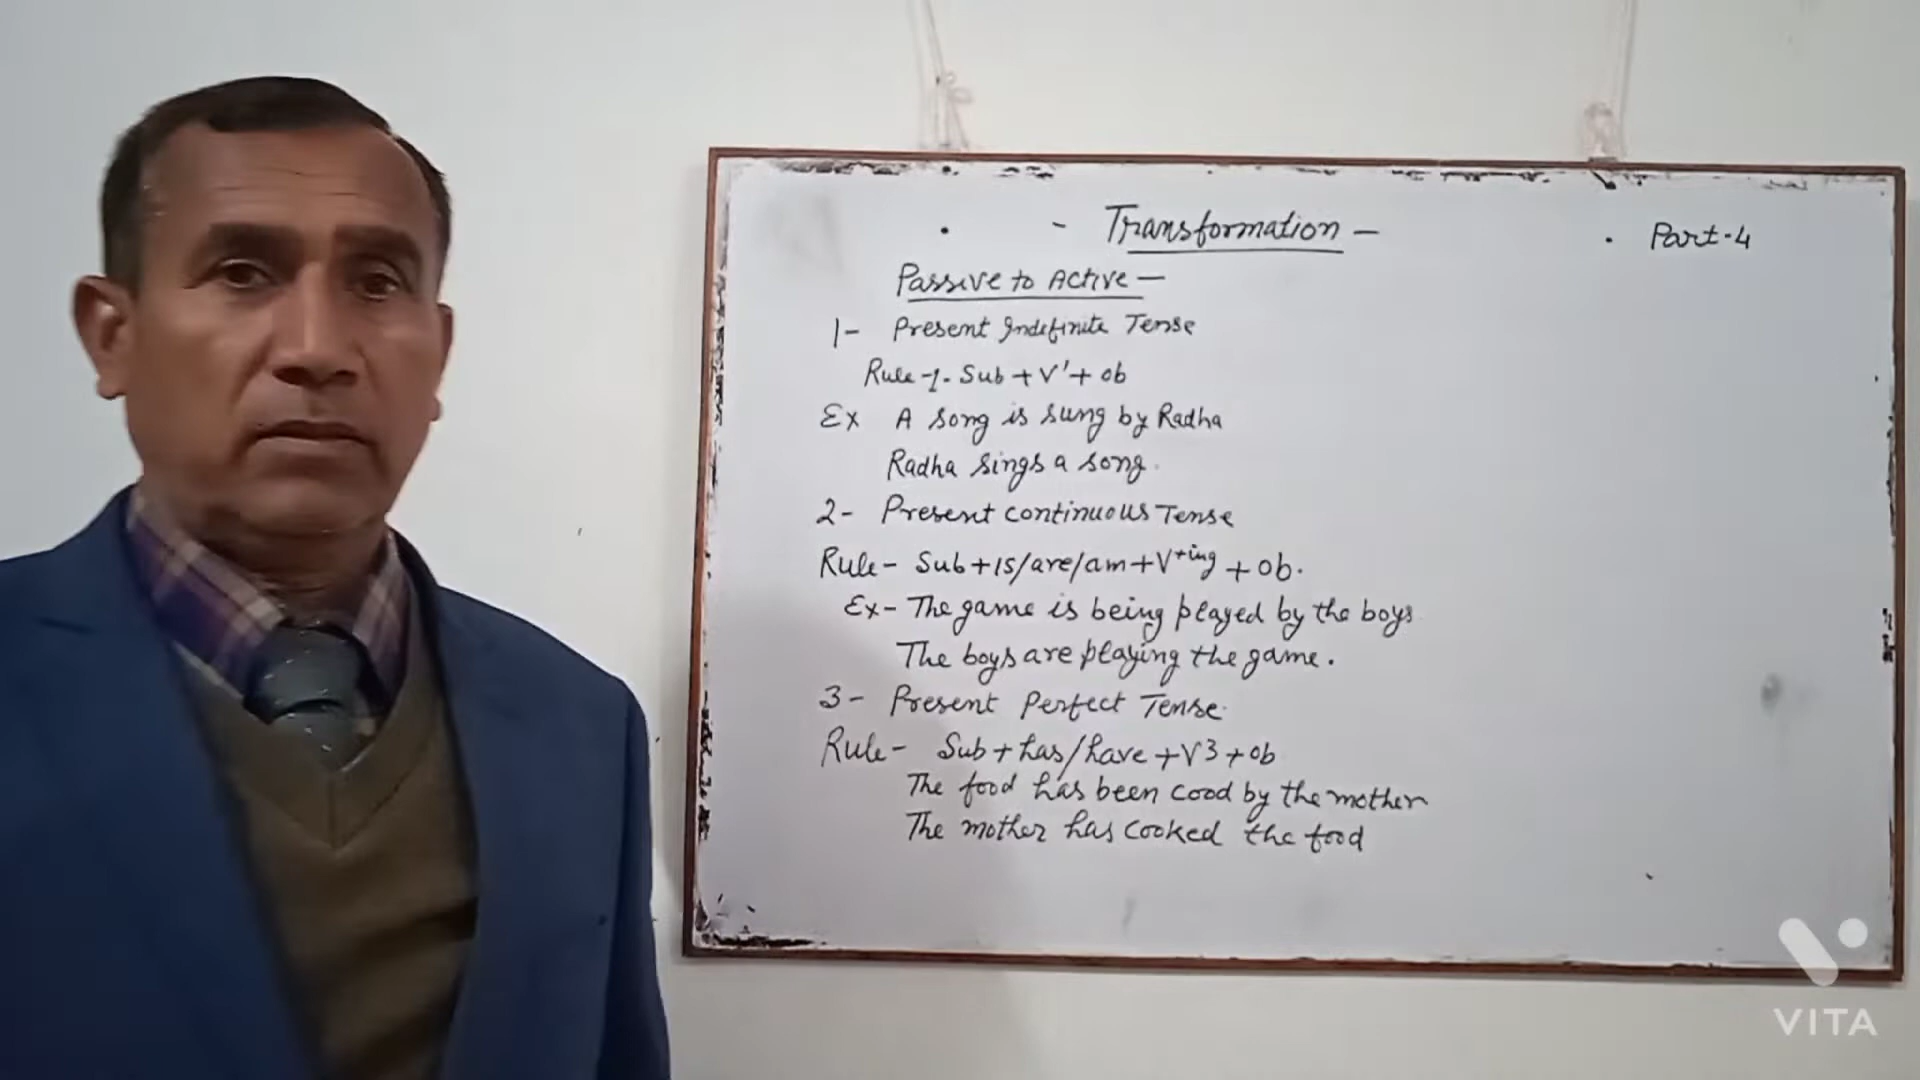 - Transformation -
Part-4
Passive to Active -
1- Present Indefinite Tense
Rule-1. Sub + V' + ob
Ex A song is sung by Radha
Radha sings a song.
2- Present continuous Tense
Rule- Sub+is/are/am+V+ing + ob.
Ex- The game is being played by the boys
The boys are playing the game.
3- Present Perfect Tense.
Rule- Sub + has/have + V3 + ob
The food has been cood by the mother
The mother has cooked the food
VITA